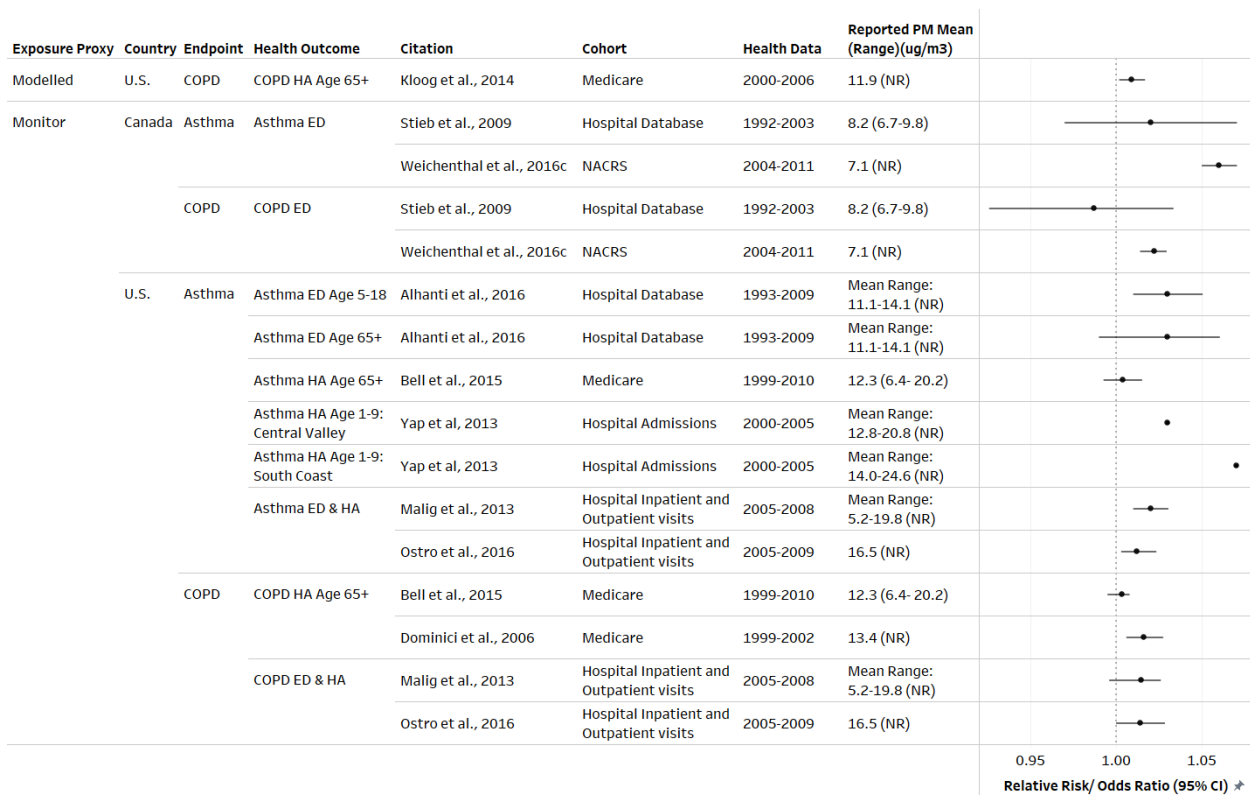 Reported PM Mean
Exposure Proxy Country Endpoint Health Outcome Citation Cohort Health Data (Range)(ug/m3)
Modelled U.S. COPD COPD HA Age 65+ Kloog et al., 2014 Medicare 2000-2006 11.9 (NR)
Monitor Canada Asthma Asthma ED Stieb et al., 2009 Hospital Database 1992-2003 8.2 (6.7-9.8)
Weichenthal et al., 2016c NACRS 2004-2011 7.1 (NR)
COPD COPD ED Stieb et al., 2009 Hospital Database 1992-2003 8.2 (6.7-9.8)
Weichenthal et al., 2016c NACRS 2004-2011 7.1 (NR)
U.S. Asthma Asthma ED Age 5-18 Alhanti et al., 2016 Hospital Database 1993-2009 Mean Range:
11.1-14.1 (NR)
Asthma ED Age 65+ Alhanti et al., 2016 Hospital Database 1993-2009 Mean Range:
11.1-14.1 (NR)
Asthma HA Age 65+ Bell et al., 2015 Medicare 1999-2010 12.3 (6.4- 20.2)
Asthma HA Age 1-9:
Central Valley Yap et al, 2013 Hospital Admissions 2000-2005 Mean Range:
12.8-20.8 (NR)
Asthma HA Age 1-9:
South Coast Yap et al, 2013 Hospital Admissions 2000-2005 Mean Range:
14.0-24.6 (NR)
Asthma ED & HA Malig et al., 2013 Hospital Inpatient and
Outpatient visits 2005-2008 Mean Range:
5.2-19.8 (NR)
Ostro et al., 2016 Hospital Inpatient and
Outpatient visits 2005-2009 16.5 (NR)
COPD COPD HA Age 65+ Bell et al., 2015 Medicare 1999-2010 12.3 (6.4- 20.2)
Dominici et al., 2006 Medicare 1999-2002 13.4 (NR)
COPD ED & HA Malig et al., 2013 Hospital Inpatient and
Outpatient visits 2005-2008 Mean Range:
5.2-19.8 (NR)
Ostro et al., 2016 Hospital Inpatient and
Outpatient visits 2005-2009 16.5 (NR)
0.95 1.00 1.05
Relative Risk/ Odds Ratio (95% CI)